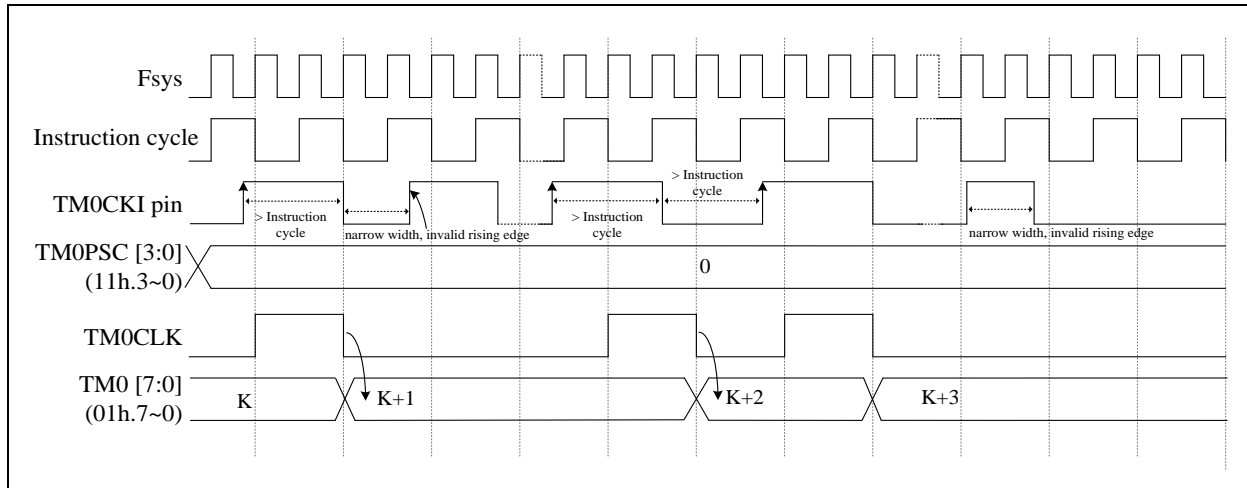 Fsys
Instruction cycle
TM0CKI pin
> Instruction
cycle
narrow width, invalid rising edge
> Instruction
cycle
> Instruction
cycle
narrow width, invalid rising edge
TM0PSC [3:0]
(11h.3~0)
0
TM0CLK
TM0 [7:0]
(01h.7~0)
K
K+1
K+2
K+3